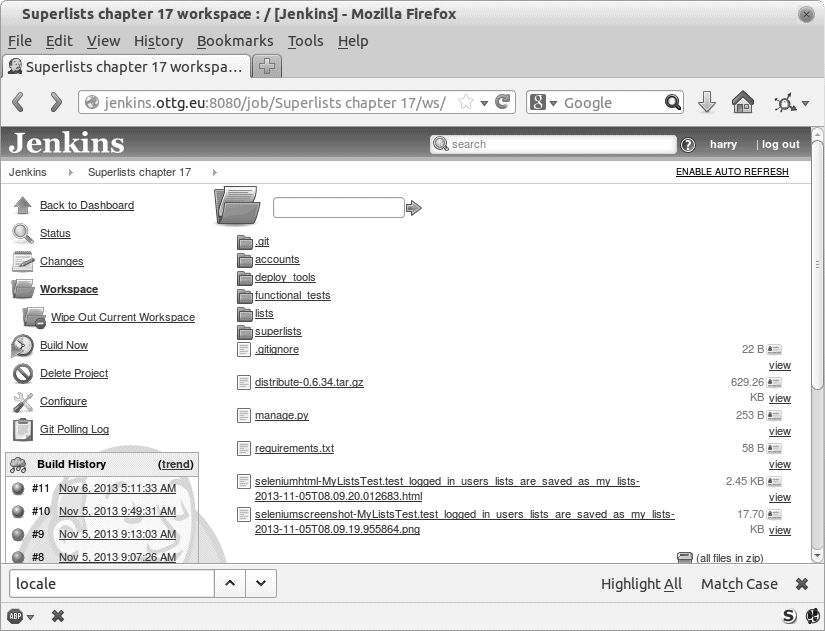 Superlists chapter 17 workspace : / [Jenkins] - Mozilla Firefox
File Edit View History Bookmarks Tools Help
Superlists chapter 17 workspa...
jenkins.ottg.eu:8080/job/Superlists chapter 17/ws/
8 Google
Jenkins
search
? harry | log out
Jenkins Superlists chapter 17
ENABLE AUTO REFRESH
Back to Dashboard
Status
Changes
Workspace
Wipe Out Current Workspace
Build Now
Delete Project
Configure
Git Polling Log
Build History (trend)
#11 Nov 6, 2013 5:11:33 AM
#10 Nov 5, 2013 9:49:31 AM
#9 Nov 5, 2013 9:13:03 AM
#8 Nov 5, 2013 9:07:26 AM
.git
accounts
deploy_tools
functional_tests
lists
superlists
.gitignore 22 B
view
distribute-0.6.34.tar.gz 629.26
KB view
manage.py 253 B
view
requirements.txt 58 B
view
seleniumhtml-MyListsTest.test_logged_in_users_lists_are_saved_as_my_lists- 2.45 KB
2013-11-05T08.09.20.012683.html view
seleniumscreenshot-MyListsTest.test_logged_in_users_lists_are_saved_as_my_lists- 17.70
2013-11-05T08.09.19.955864.png KB view
(all files in zip)
locale
Highlight All Match Case
ABP
S